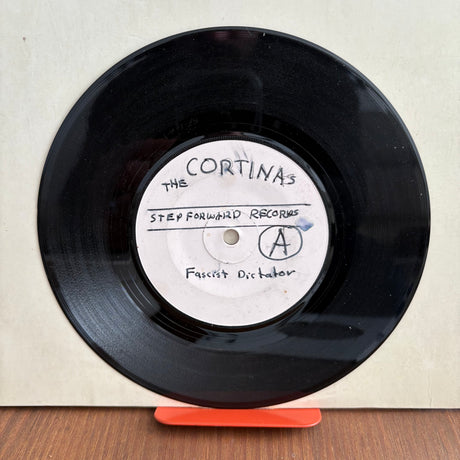 THE CORTINAS
STEP FORWARD RECORDS
A
Fascist Dictator